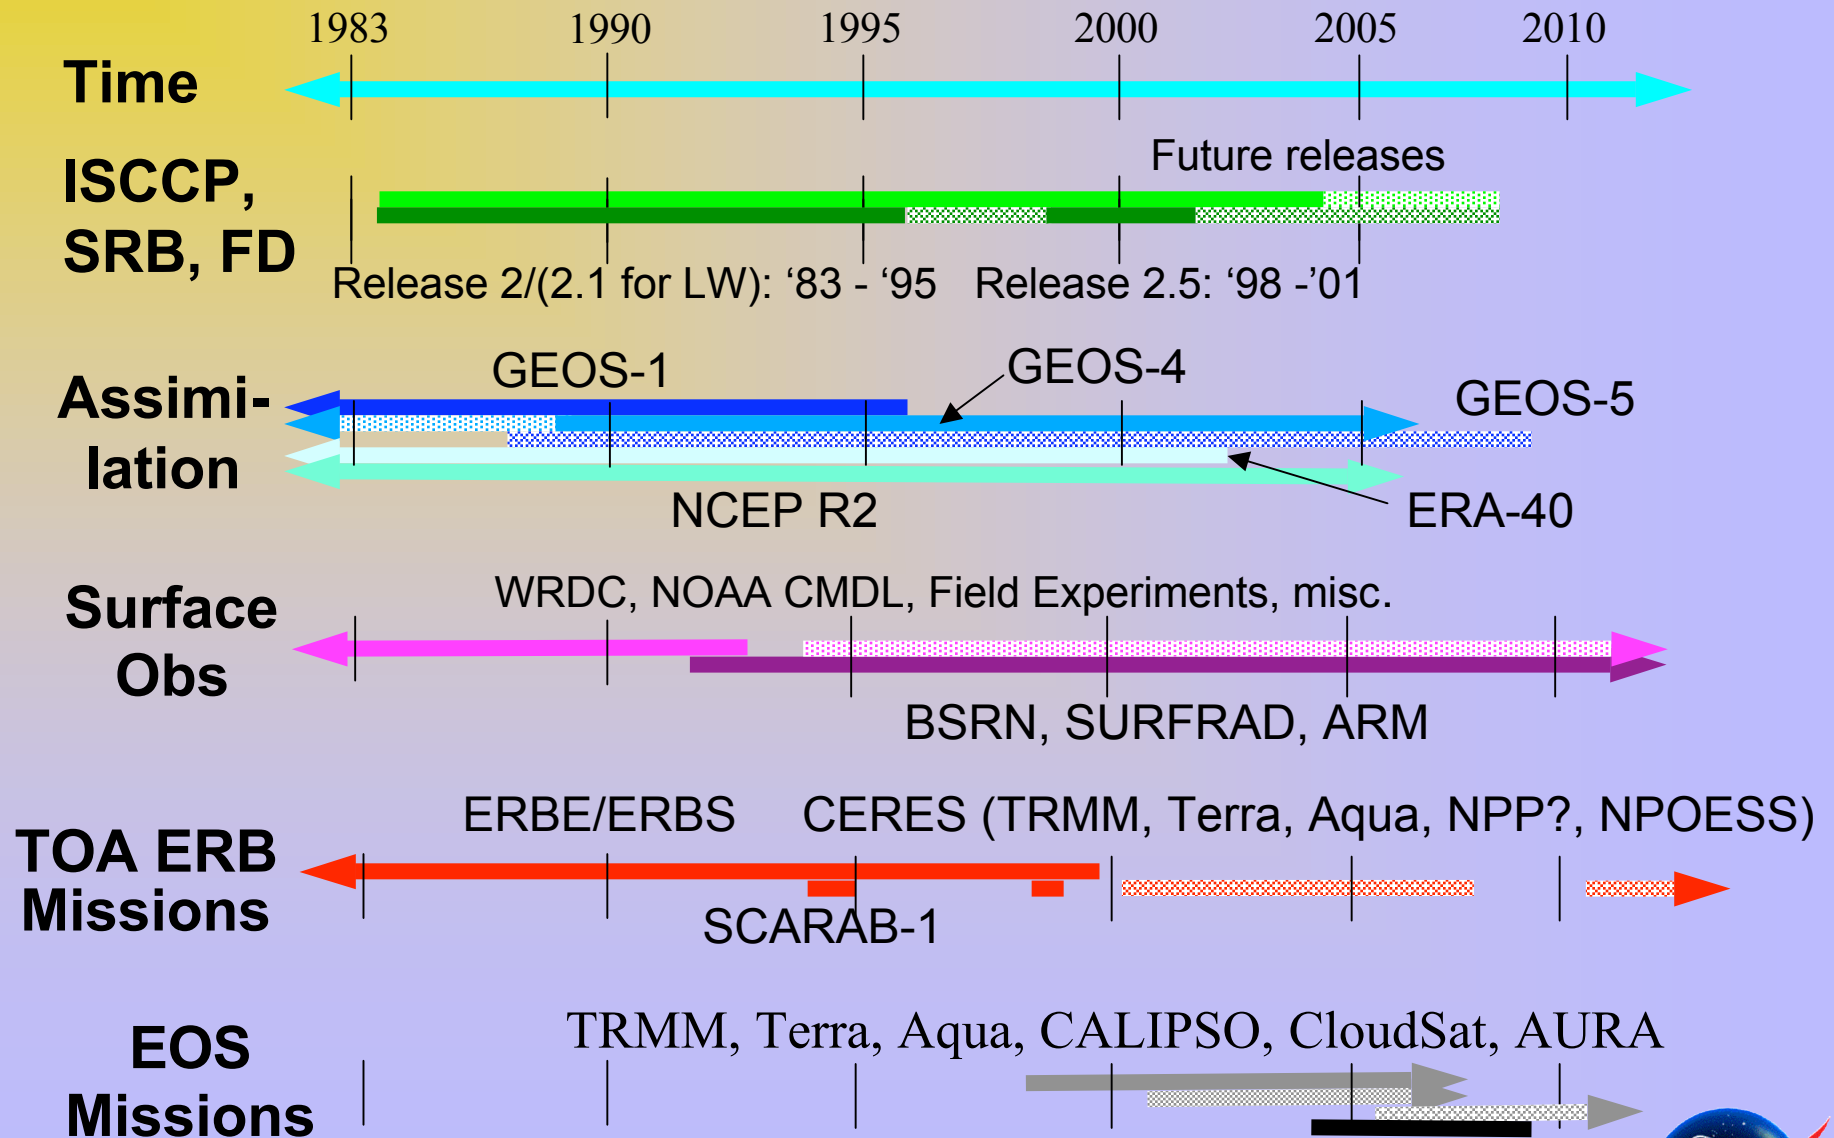 1983 1990 1995 2000 2005 2010
Time
Future releases
ISCCP,
SRB, FD
Release 2/(2.1 for LW): ‘83 - ‘95 Release 2.5: ‘98 -’01
GEOS-1 GEOS-4 GEOS-5
Assimi-
lation
NCEP R2 ERA-40
WRDC, NOAA CMDL, Field Experiments, misc.
Surface
Obs
BSRN, SURFRAD, ARM
ERBE/ERBS CERES (TRMM, Terra, Aqua, NPP?, NPOESS)
TOA ERB
Missions
SCARAB-1
TRMM, Terra, Aqua, CALIPSO, CloudSat, AURA
EOS
Missions